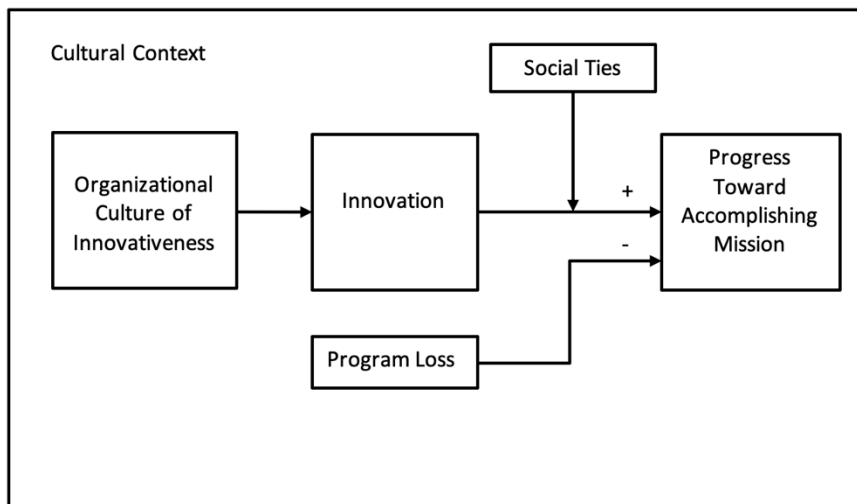 Cultural Context
Social Ties
Organizational
Culture of
Innovativeness
Innovation
Progress
Toward
Accomplishing
Mission
+
-
Program Loss